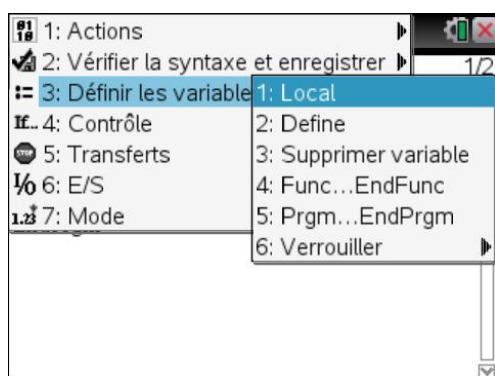 1: Actions
2: Vérifier la syntaxe et enregistrer
1/2
3: Définir les variable
4: Contrôle
5: Transferts
6: E/S
7: Mode
1: Local
2: Define
3: Supprimer variable
4: Func...EndFunc
5: Prgm...EndPrgm
6: Verrouiller